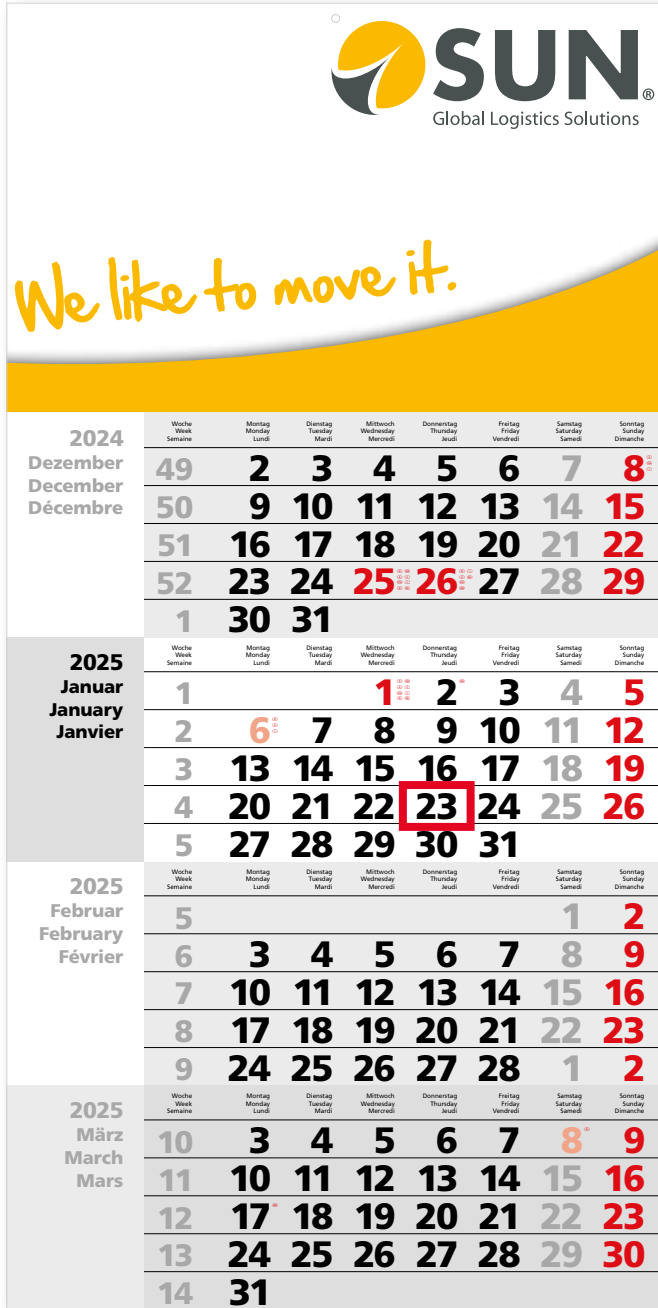 SUN®
Global Logistics Solutions
We like to move it.
2024
Dezember
December
Décembre
Woche Montag Dienstag Mittwoch Donnerstag Freitag Samstag Sonntag
Week Monday Tuesday Wednesday Thursday Friday Saturday Sunday
Semaine Lundi Mardi Mercredi Jeudi Vendredi Samedi Dimanche
49 2 3 4 5 6 7 8
50 9 10 11 12 13 14 15
51 16 17 18 19 20 21 22
52 23 24 25 26 27 28 29
1 30 31
2025
Januar
January
Janvier
Woche Montag Dienstag Mittwoch Donnerstag Freitag Samstag Sonntag
Week Monday Tuesday Wednesday Thursday Friday Saturday Sunday
Semaine Lundi Mardi Mercredi Jeudi Vendredi Samedi Dimanche
1 1 2 3 4 5
2 6 7 8 9 10 11 12
3 13 14 15 16 17 18 19
4 20 21 22 23 24 25 26
5 27 28 29 30 31
2025
Februar
February
Février
Woche Montag Dienstag Mittwoch Donnerstag Freitag Samstag Sonntag
Week Monday Tuesday Wednesday Thursday Friday Saturday Sunday
Semaine Lundi Mardi Mercredi Jeudi Vendredi Samedi Dimanche
5 1 2
6 3 4 5 6 7 8 9
7 10 11 12 13 14 15 16
8 17 18 19 20 21 22 23
9 24 25 26 27 28 1 2
2025
März
March
Mars
Woche Montag Dienstag Mittwoch Donnerstag Freitag Samstag Sonntag
Week Monday Tuesday Wednesday Thursday Friday Saturday Sunday
Semaine Lundi Mardi Mercredi Jeudi Vendredi Samedi Dimanche
10 3 4 5 6 7 8 9
11 10 11 12 13 14 15 16
12 17 18 19 20 21 22 23
13 24 25 26 27 28 29 30
14 31